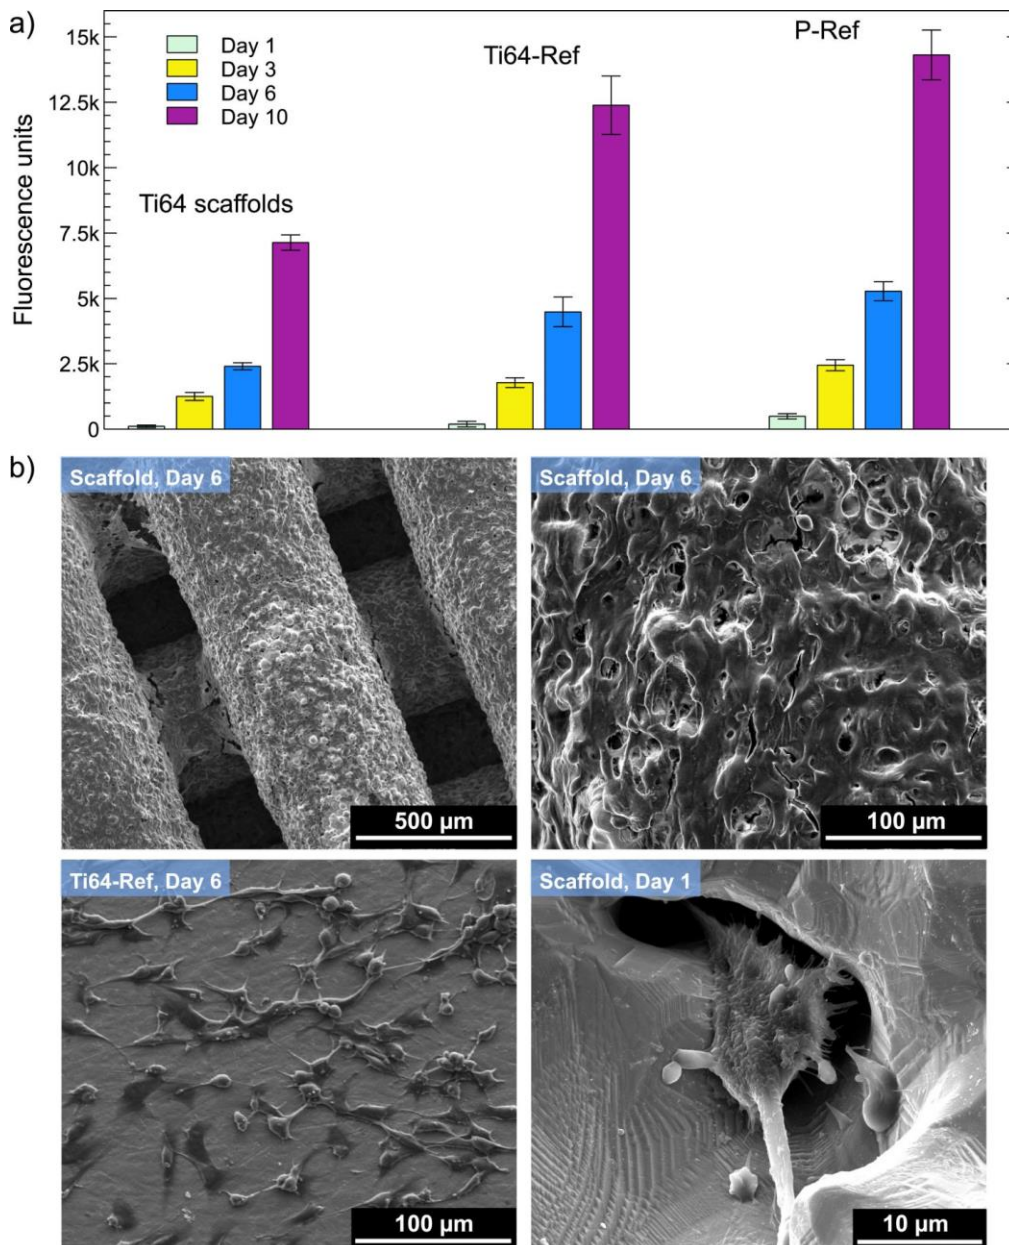 a)
Fluorescence units
15k
12.5k
10k
7.5k
5k
2.5k
0
Day 1
Day 3
Day 6
Day 10
Ti64 scaffolds
Ti64-Ref
P-Ref
b)
Scaffold, Day 6
500 µm
Scaffold, Day 6
100 µm
Ti64-Ref, Day 6
100 µm
Scaffold, Day 1
10 µm